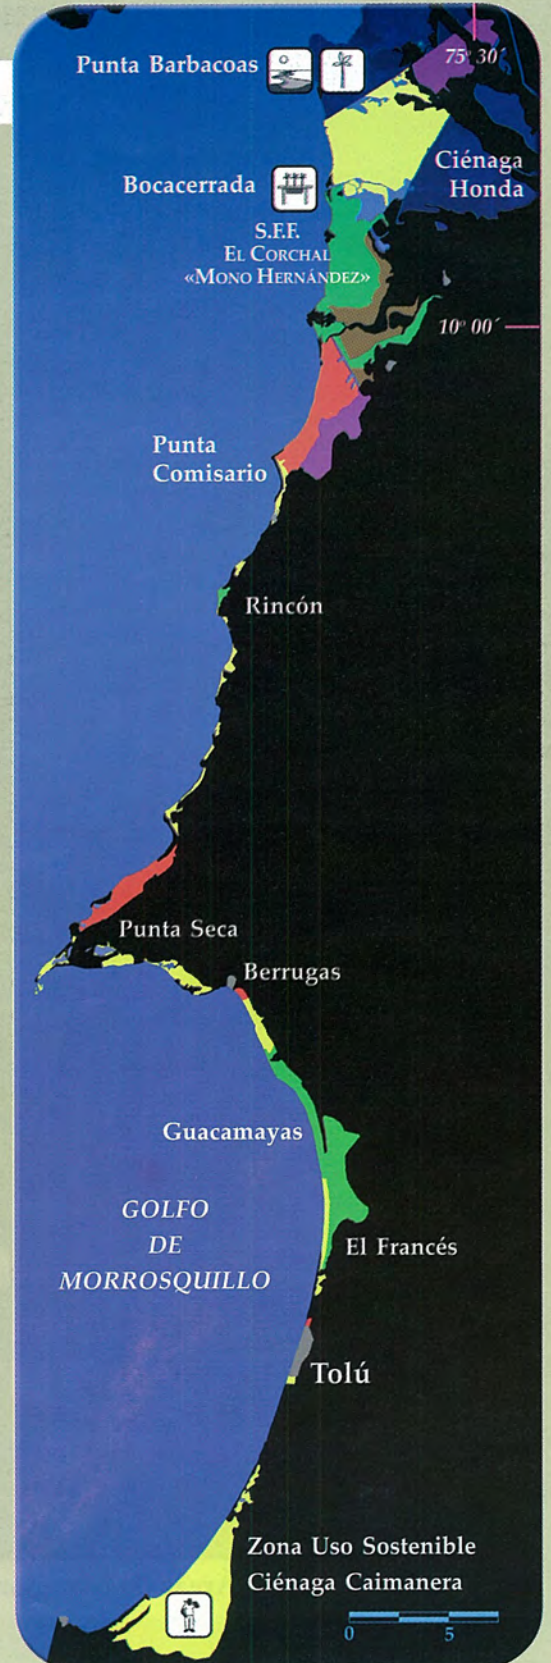 Punta Barbacoas
75° 30´
Ciénaga
Honda
Bocacerrada
S.F.F.
EL CORCHAL
«MONO HERNÁNDEZ»
10° 00´
Punta
Comisario
Rincón
Punta Seca
Berrugas
Guacamayas
GOLFO
DE
MORROSQUILLO
El Francés
Tolú
Zona Uso Sostenible
Ciénaga Caimanera
0 5